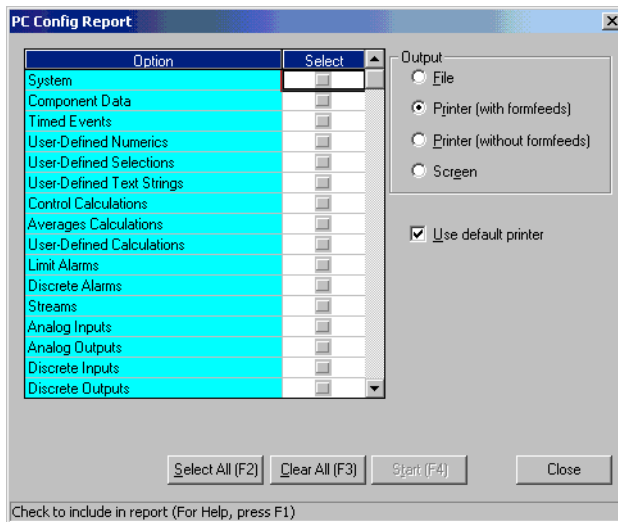 PC Config Report
Option Select
System
Component Data
Timed Events
User-Defined Numerics
User-Defined Selections
User-Defined Text Strings
Control Calculations
Averages Calculations
User-Defined Calculations
Limit Alarms
Discrete Alarms
Streams
Analog Inputs
Analog Outputs
Discrete Inputs
Discrete Outputs
Output
File
Printer (with formfeeds)
Printer (without formfeeds)
Screen
Use default printer
Select All (F2) Clear All (F3) Start (F4) Close
Check to include in report (For Help, press F1)